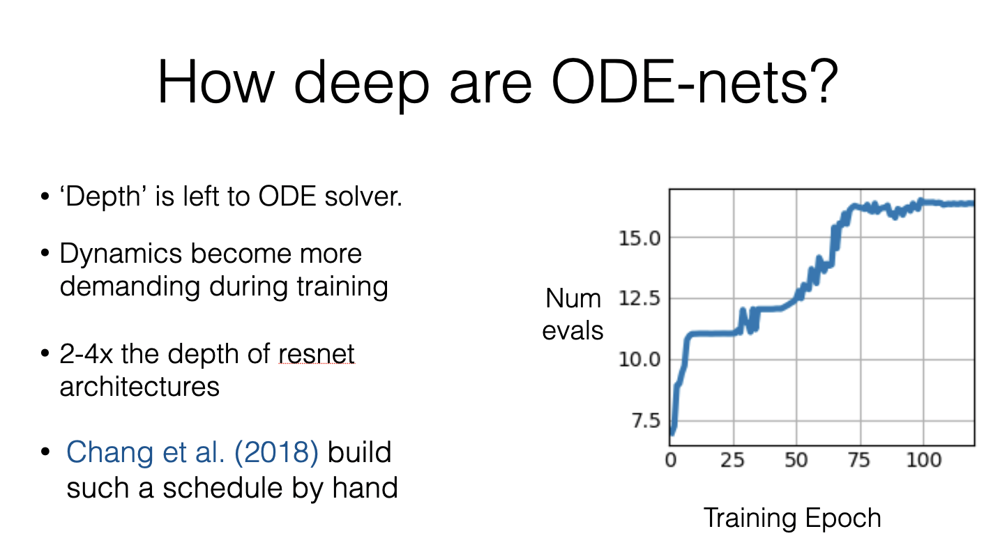 How deep are ODE-nets?
• ‘Depth’ is left to ODE solver.
• Dynamics become more
demanding during training
• 2-4x the depth of resnet
architectures
• Chang et al. (2018) build
such a schedule by hand
Num
evals
15.0
12.5
10.0
7.5
0 25 50 75 100
Training Epoch